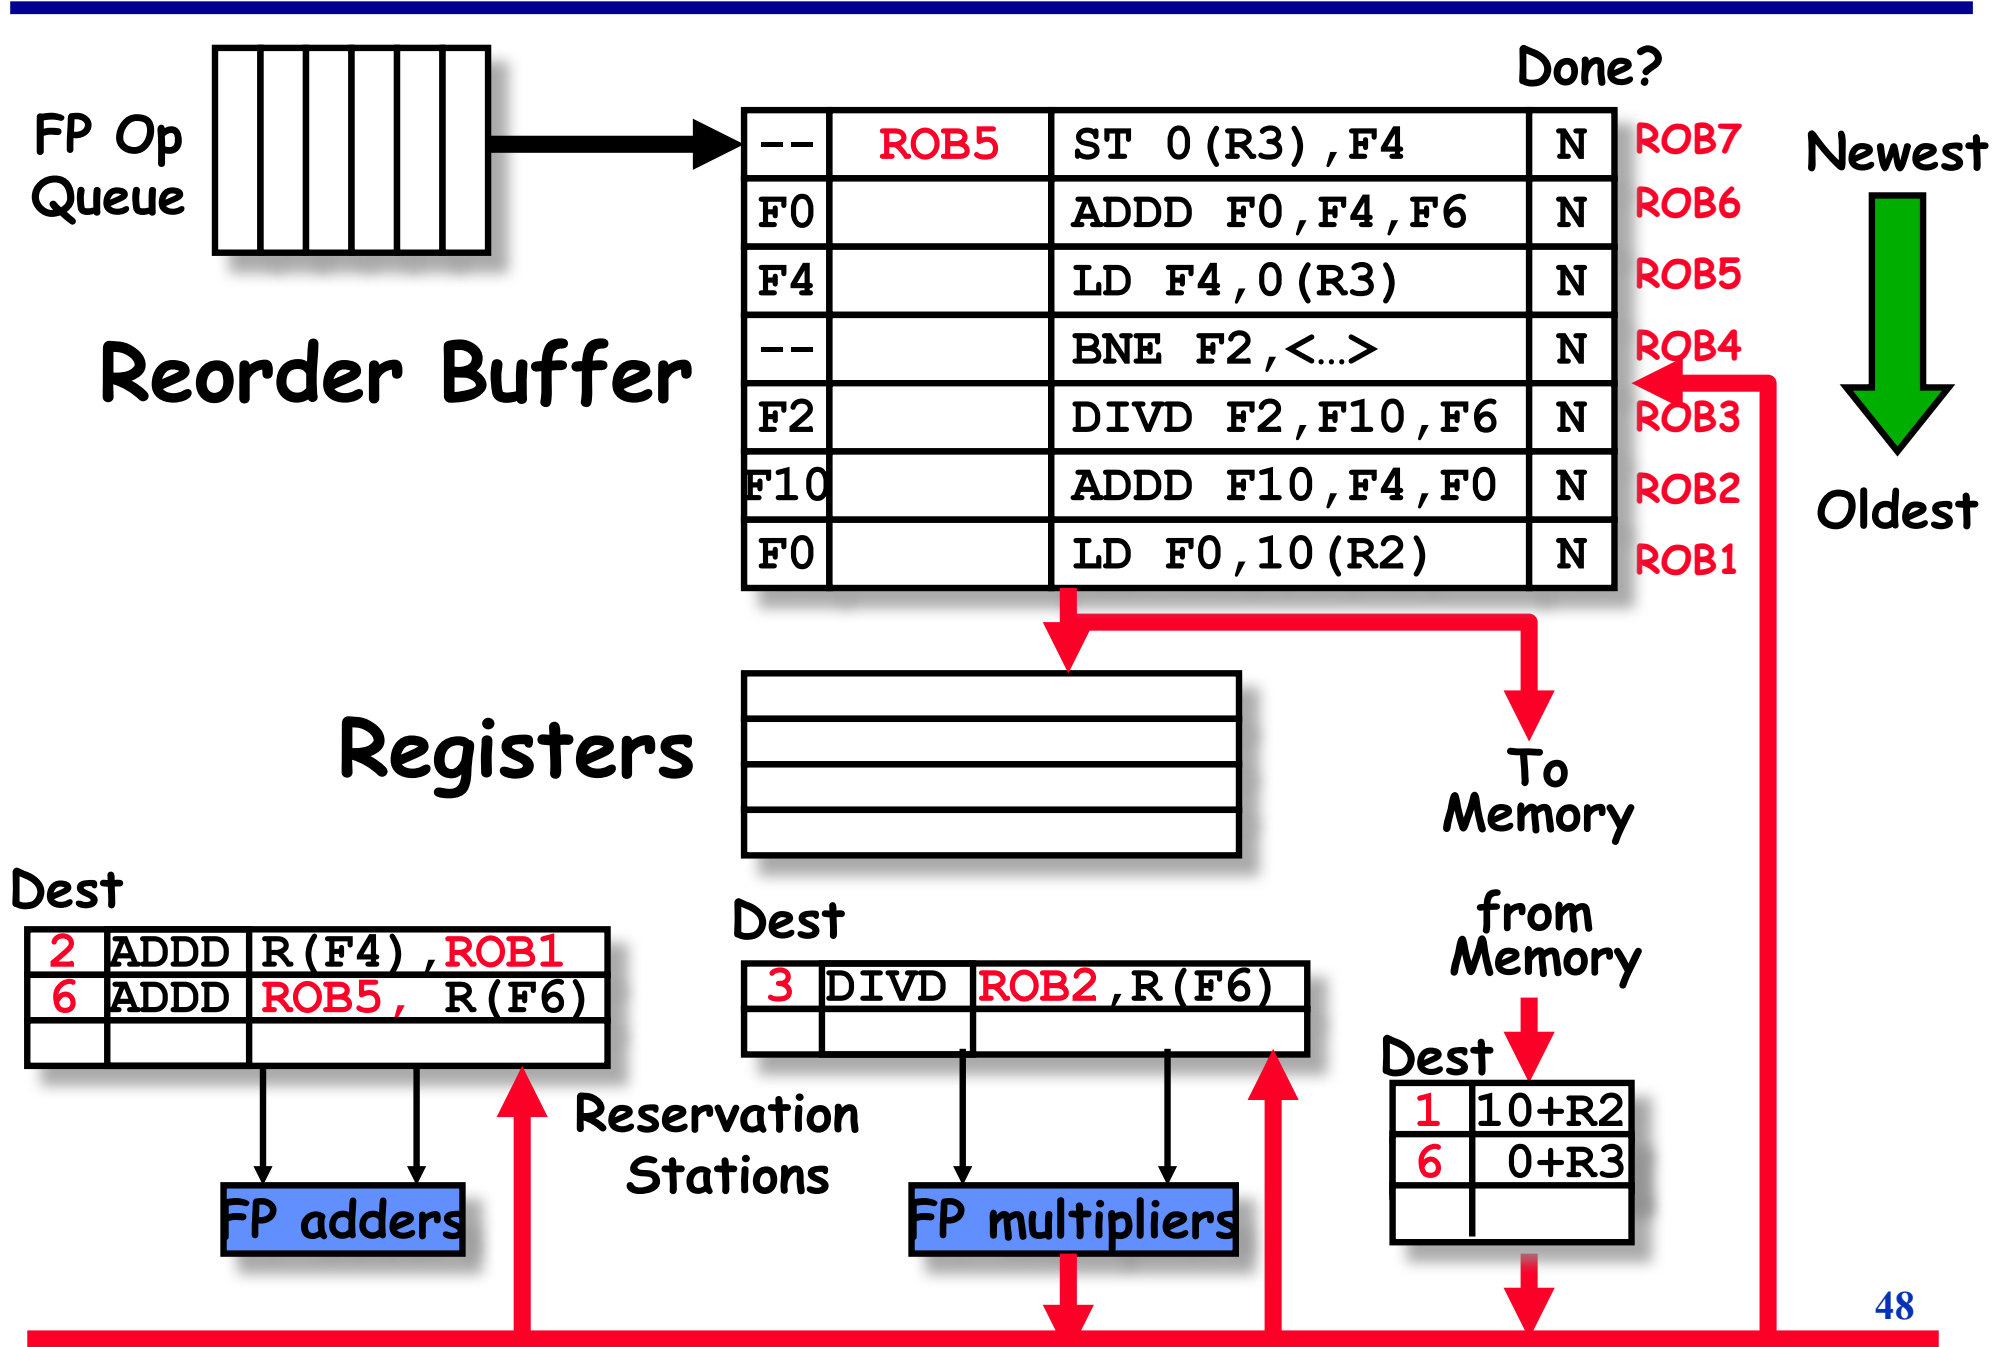 Done?
FP Op
Queue
-- ROB5 ST 0(R3),F4 N ROB7
F0 ADDD F0,F4,F6 N ROB6
F4 LD F4,0(R3) N ROB5
-- BNE F2,<…> N ROB4
F2 DIVD F2,F10,F6 N ROB3
F10 ADDD F10,F4,F0 N ROB2
F0 LD F0,10(R2) N ROB1
Newest
Oldest
Reorder Buffer
Registers
To
Memory
from
Memory
Dest
2 ADDD R(F4),ROB1
6 ADDD ROB5, R(F6)
Dest
3 DIVD ROB2,R(F6)
Dest
1 10+R2
6 0+R3
Reservation
Stations
FP adders
FP multipliers
48